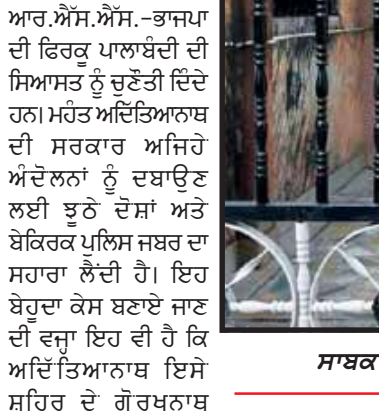 ਆਰ.ਐੱਸ.ਐੱਸ.-ਭਾਜਪਾ
ਦੀ ਫਿਰਕੂ ਪਾਲਾਬੰਦੀ ਦੀ
ਸਿਆਸਤ ਨੂੰ ਚੁਣੌਤੀ ਦਿੰਦੇ
ਹਨ। ਮਹੰਤ ਅਦਿੱਤਿਆਨਾਥ
ਦੀ ਸਰਕਾਰ ਅਜਿਹੇ
ਅੰਦੋਲਨਾਂ ਨੂੰ ਦਬਾਉਣ
ਲਈ ਝੂਠੇ ਦੋਸ਼ਾਂ ਅਤੇ
ਬੇਕਿਰਕ ਪੁਲਿਸ ਜਬਰ ਦਾ
ਸਹਾਰਾ ਲੈਂਦੀ ਹੈ। ਇਹ
ਬੇਹੂਦਾ ਕੇਸ ਬਣਾਏ ਜਾਣ
ਦੀ ਵਜ੍ਹਾ ਇਹ ਵੀ ਹੈ ਕਿ
ਅਦਿੱਤਿਆਨਾਥ ਇਸੇ
ਸ਼ਹਿਰ ਦੇ ਗੋਰਖਨਾਥ
ਸਾਬਕ